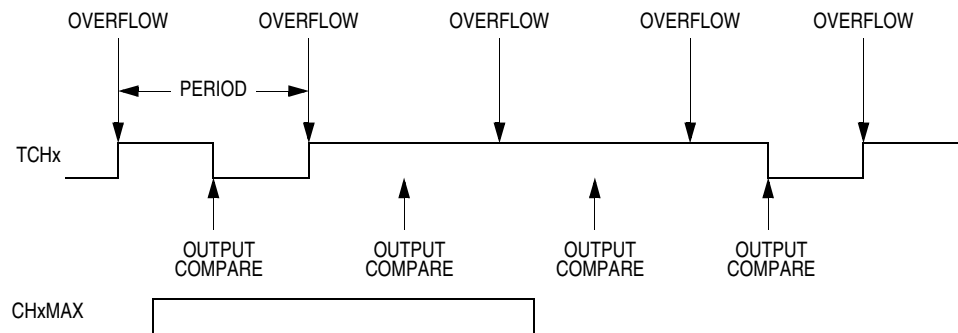 OVERFLOW OVERFLOW OVERFLOW OVERFLOW OVERFLOW
PERIOD
TCHx
OUTPUT COMPARE
OUTPUT COMPARE
OUTPUT COMPARE
OUTPUT COMPARE
CHxMAX